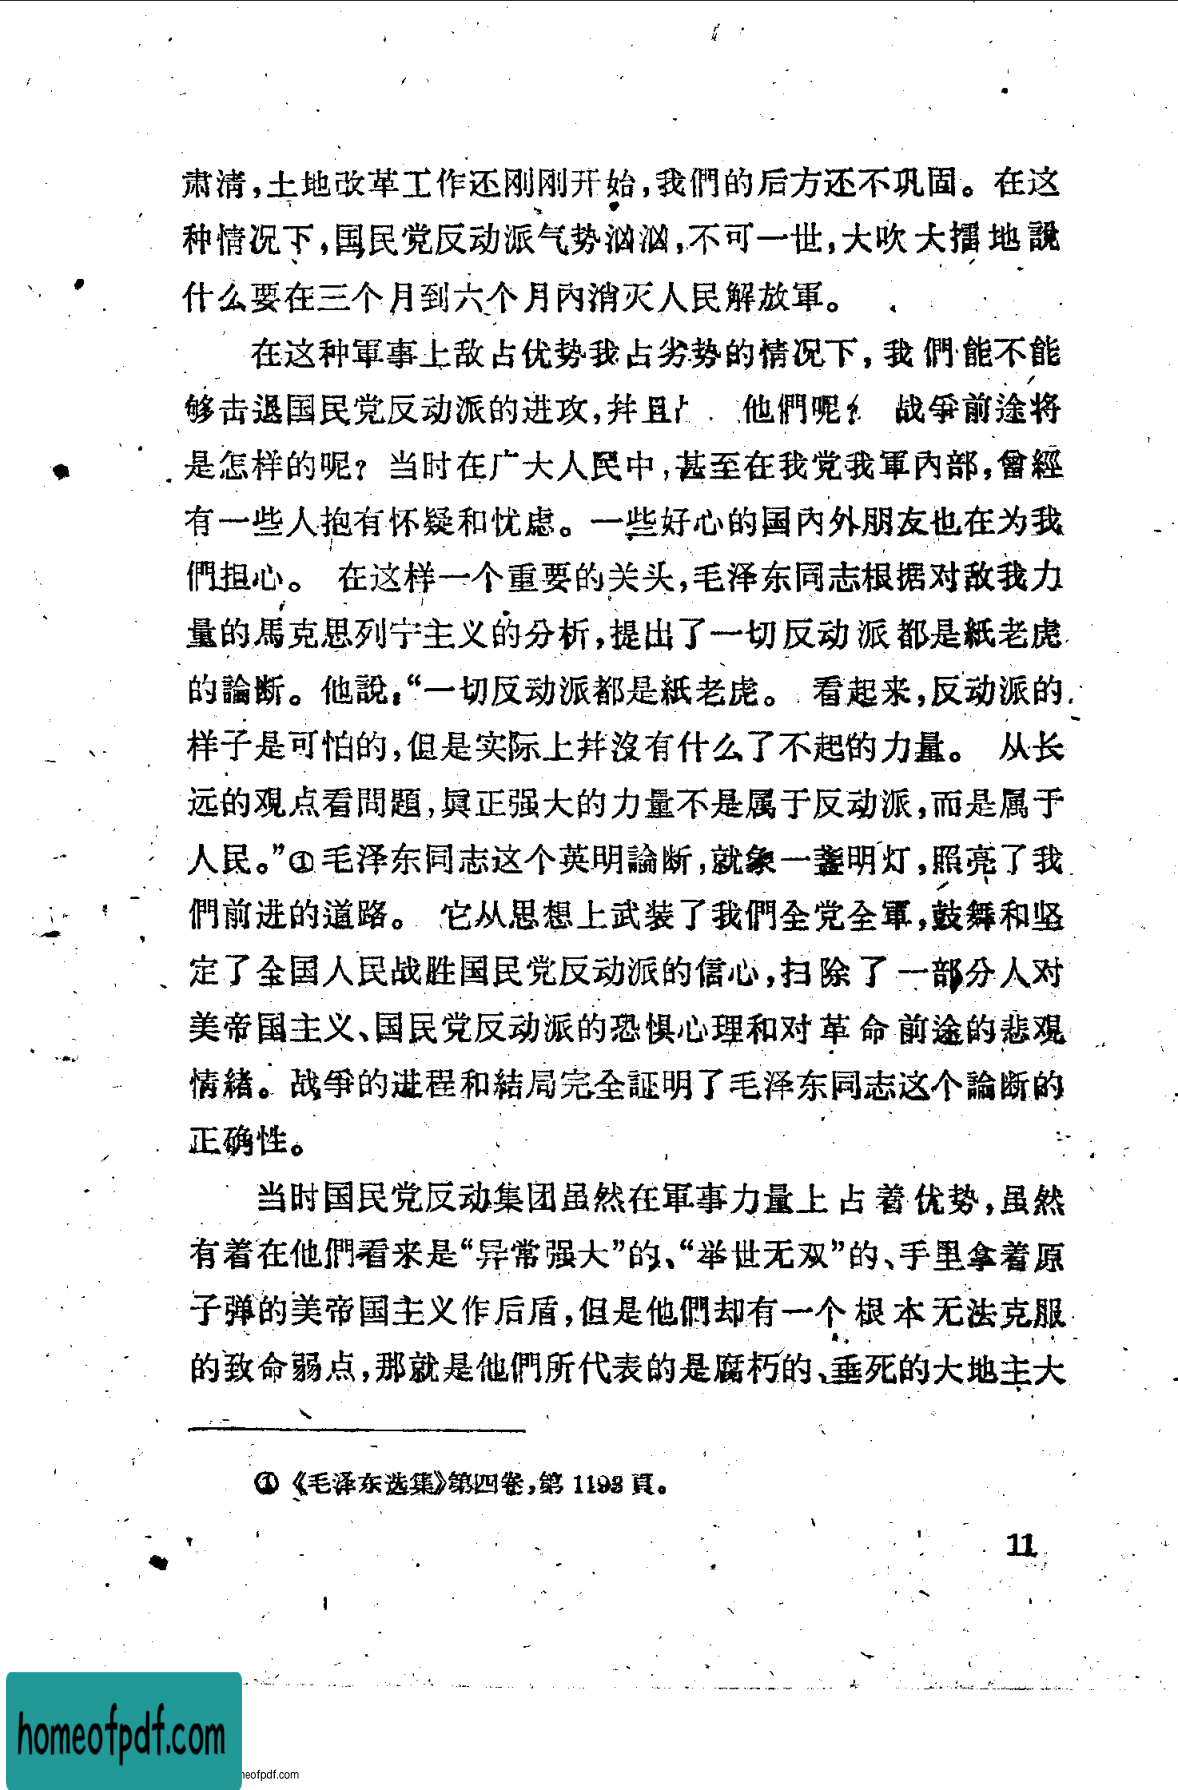 肃清，土地改革工作还刚刚开始，我們的后方还不巩固。在这
种情况下，国民党反动派气势汹汹，不可一世，大吹大擂地說
什么要在三个月到六个月內消灭人民解放軍。
在这种軍事上敌占优势我占劣势的情况下，我們能不能
够击退国民党反动派的进攻，幷且 他們呢？ 战爭前途将
是怎样的呢？当时在广大人民中，甚至在我党我軍內部，曾經
有一些人抱有怀疑和忧虑。一些好心的国內外朋友也在为我
們担心。 在这样一个重要的关头，毛泽东同志根据对敌我力
量的馬克思列宁主义的分析，提出了一切反动派都是紙老虎
的論断。他說：“一切反动派都是紙老虎。 看起来，反动派的
样子是可怕的，但是实际上幷沒有什么了不起的力量。 从长
远的观点看問題，眞正强大的力量不是属于反动派，而是属于
人民。”①毛泽东同志这个英明論断，就象一盏明灯，照亮了我
們前进的道路。 它从思想上武装了我們全党全軍，鼓舞和坚
定了全国人民战胜国民党反动派的信心，扫除了一部分人对
美帝国主义、国民党反动派的恐惧心理和对革命前途的悲观
情緒。战爭的进程和結局完全証明了毛泽东同志这个論断的
正确性。
当时国民党反动集团虽然在軍事力量上占着优势，虽然
有着在他們看来是“异常强大”的、“举世无双”的、手里拿着原
子弹的美帝国主义作后盾，但是他們却有一个根本无法克服
的致命弱点，那就是他們所代表的是腐朽的、垂死的大地主大
① 《毛泽东选集》第四卷，第 1193 頁。
11
homeofpdf.com
eofpdf.com